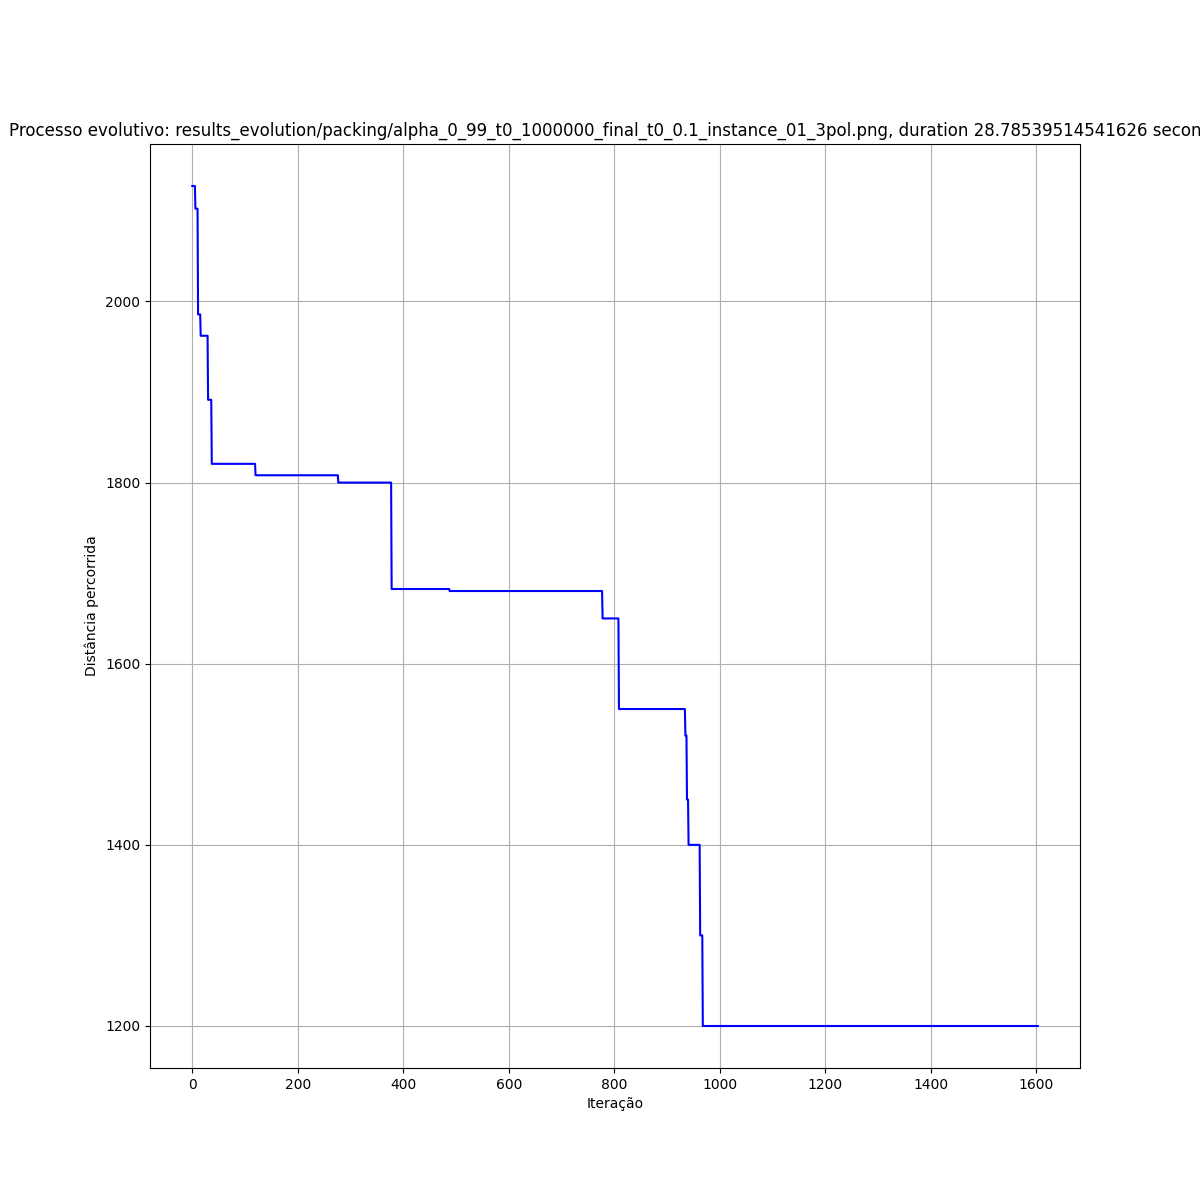 Processo evolutivo: results_evolution/packing/alpha_0_99_t0_1000000_final_t0_0.1_instance_01_3pol.png, duration 28.78539514541626 secon
2000
1800
1600
1400
1200
Distância percorrida
0 200 400 600 800 1000 1200 1400 1600
Iteração